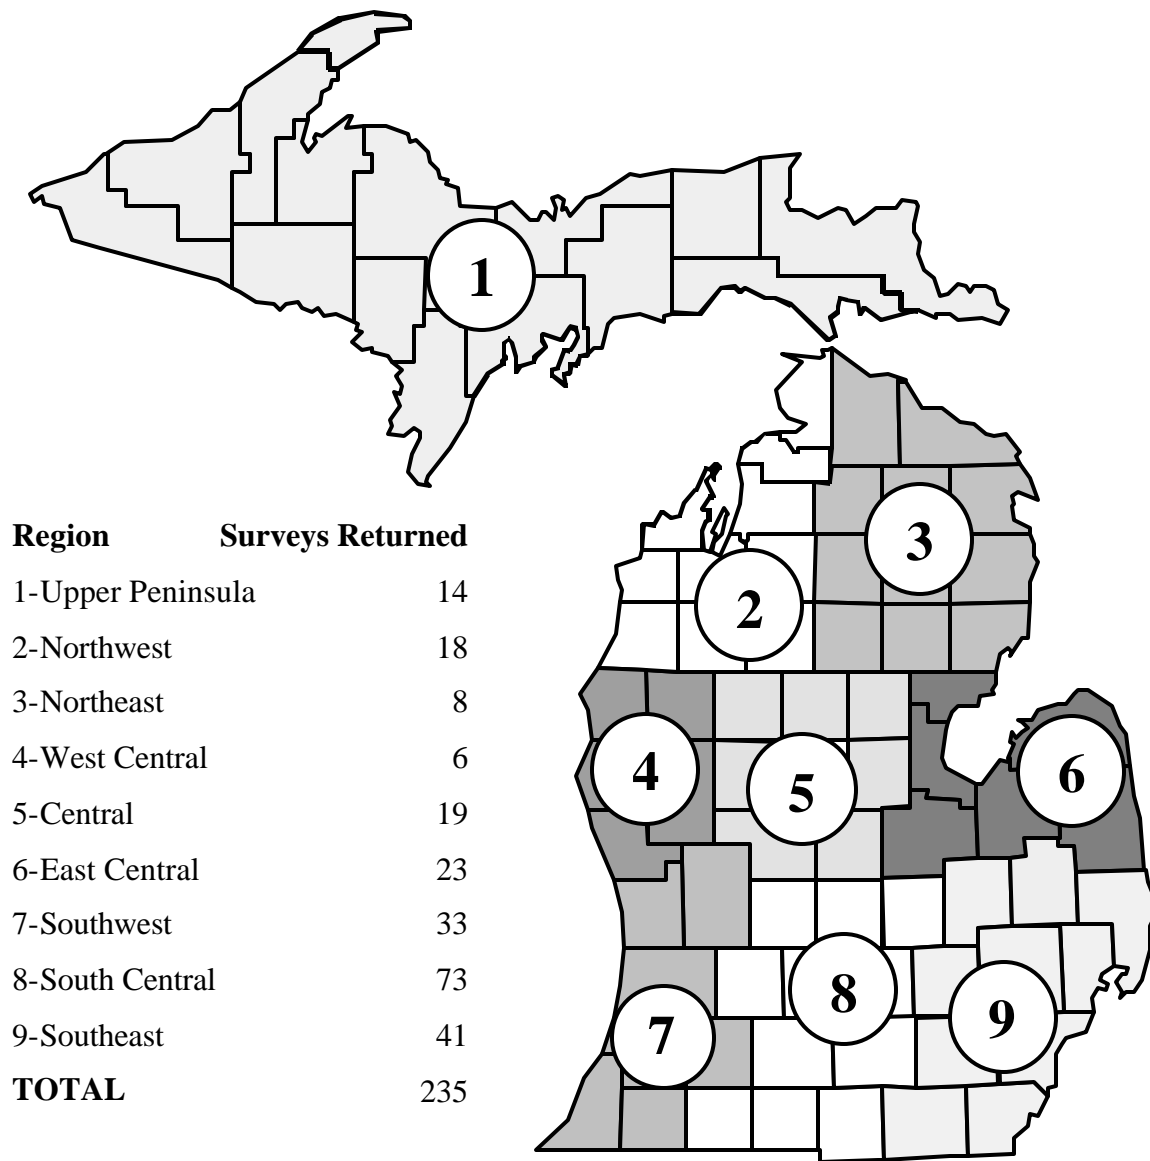 1
2
3
4
5
6
7
8
9
Region Surveys Returned
1-Upper Peninsula 14
2-Northwest 18
3-Northeast 8
4-West Central 6
5-Central 19
6-East Central 23
7-Southwest 33
8-South Central 73
9-Southeast 41
TOTAL 235